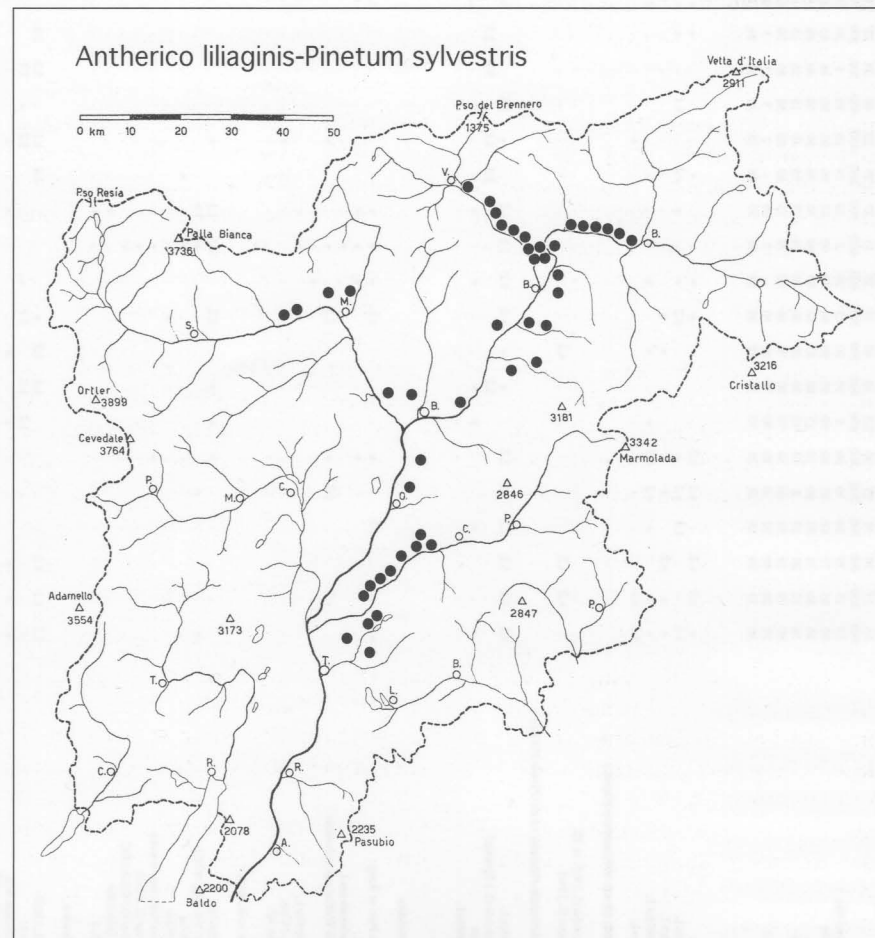 Antherico liliaginis-Pinetum sylvestris
Vetta d'Italia
2911
0 km 10 20 30 40 50
Pso del Brennero
1375
V.
Pso Resia
Palla Bianca
3736
B.
B.
M.
S.
3216
Cristallo
Ortler
3899
B.
3181
Cevedale
3764
3342
Marmolada
P.
M.
C.
2846
O.
C.
P.
Adamello
3554
3173
2847
P.
T.
T.
B.
L.
C.
R.
R.
2078
2235
Pasubio
A.
2200
Baldo